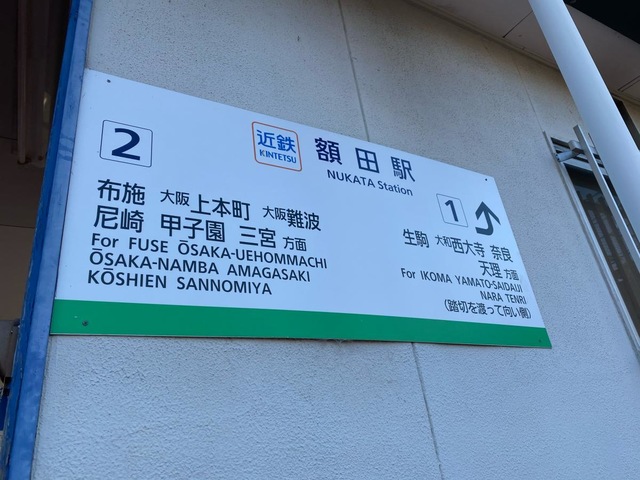 近鉄
KINTETSU
額田駅
NUKATA Station
2
布施 大阪上本町 大阪難波
尼崎 甲子園 三宮 方面
For FUSE ŌSAKA-UEHOMMACHI
ŌSAKA-NAMBA AMAGASAKI
KŌSHIEN SANNOMIYA
1
生駒 大和西大寺 奈良
天理 方面
For IKOMA YAMATO-SAIDAIJI
NARA TENRI
(踏切を渡って向い側)